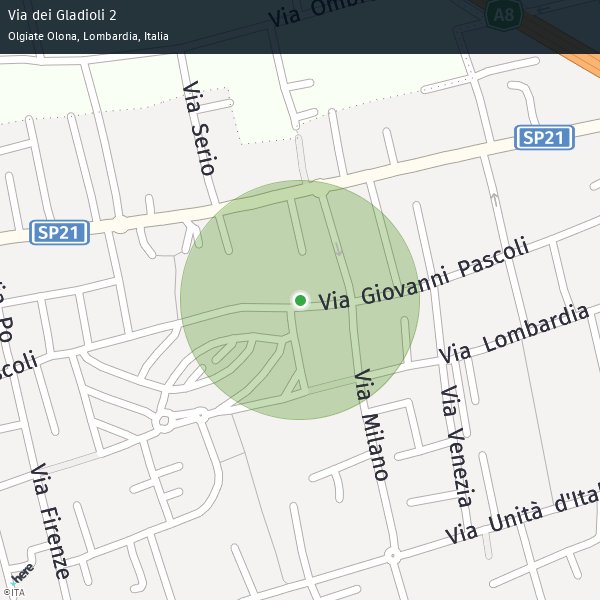 Via dei Gladioli 2
Olgiate Olona, Lombardia, Italia
Via Ombr
A8
Via Serio
SP21
SP21
Via Giovanni Pascoli
Via Lombardia
Po
scoli
Via Milano
Via Venezia
Via Firenze
Via Unità d'Ital
here
©ITA